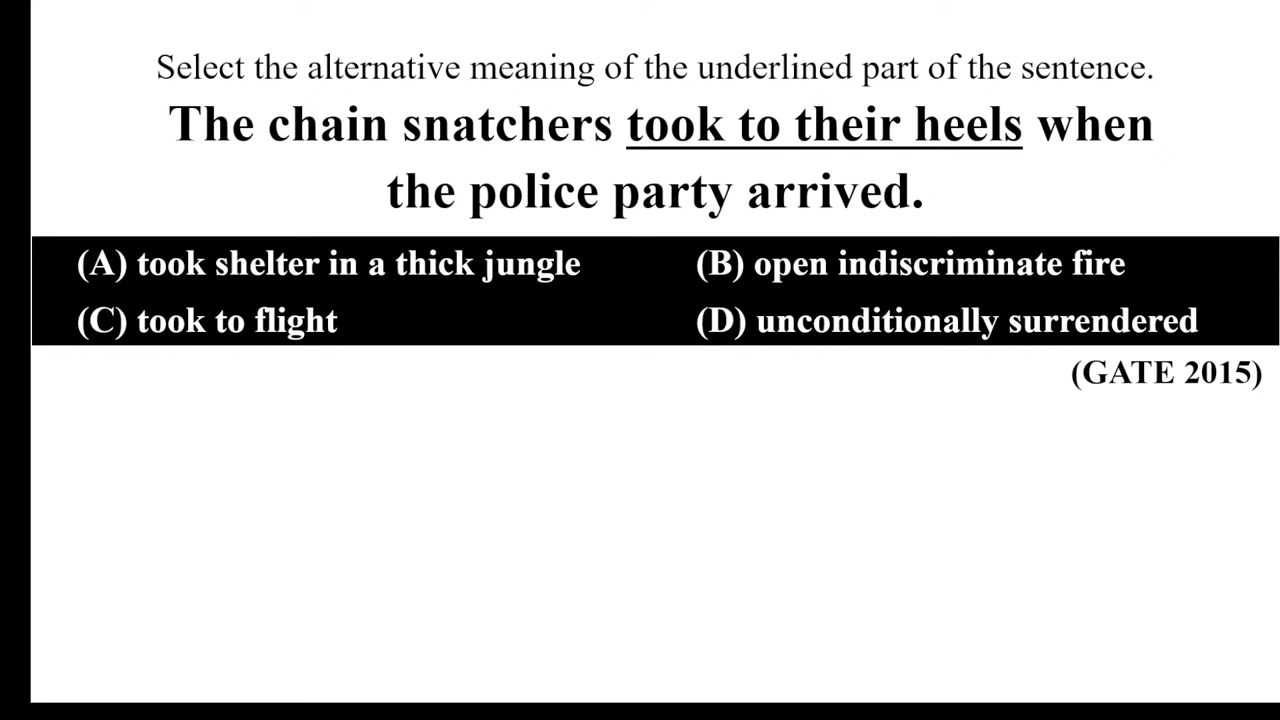 Select the alternative meaning of the underlined part of the sentence.
The chain snatchers took to their heels when
the police party arrived.
(A) took shelter in a thick jungle (B) open indiscriminate fire
(C) took to flight (D) unconditionally surrendered
(GATE 2015)